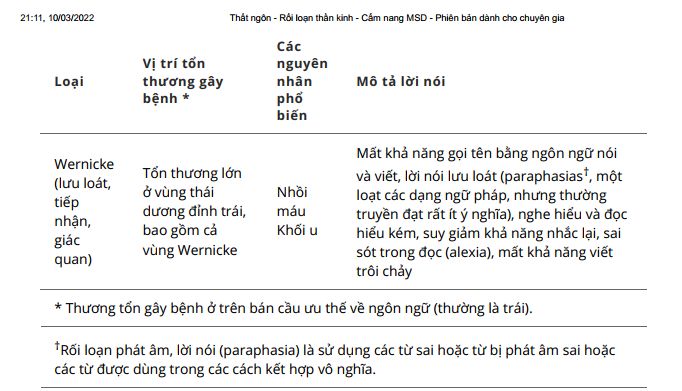 21:11, 10/03/2022 Thất ngôn - Rối loạn thần kinh - Cẩm nang MSD - Phiên bản dành cho chuyên gia
Loại
Vị trí tổn
thương gây
bệnh *
Các
nguyên
nhân
phổ
biến
Mô tả lời nói
Wernicke
(lưu loát,
tiếp
nhận,
giác
quan)
Tổn thương lớn
ở vùng thái
dương đỉnh trái,
bao gồm cả
vùng Wernicke
Nhồi
máu
Khối u
Mất khả năng gọi tên bằng ngôn ngữ nói
và viết, lời nói lưu loát (paraphasias†, một
loạt các dạng ngữ pháp, nhưng thường
truyền đạt rất ít ý nghĩa), nghe hiểu và đọc
hiểu kém, suy giảm khả năng nhắc lại, sai
sót trong đọc (alexia), mất khả năng viết
trôi chảy
* Thương tổn gây bệnh ở trên bán cầu ưu thế về ngôn ngữ (thường là trái).
†Rối loạn phát âm, lời nói (paraphasia) là sử dụng các từ sai hoặc từ bị phát âm sai hoặc
các từ được dùng trong các cách kết hợp vô nghĩa.